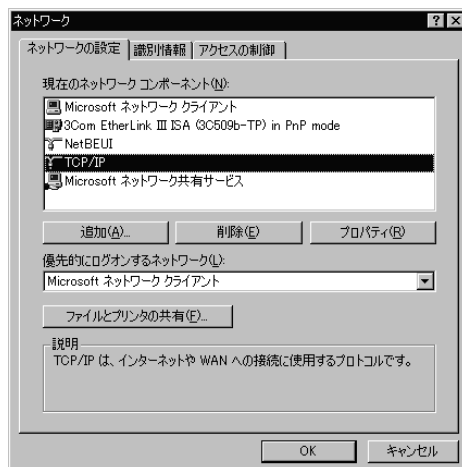 ネットワーク
ネットワークの設定 識別情報 アクセスの制御
現在のネットワーク コンポーネント(N):
Microsoft ネットワーク クライアント
3Com EtherLink III ISA (3C509b-TP) in PnP mode
NetBEUI
TCP/IP
Microsoft ネットワーク共有サービス
追加(A)... 削除(E) プロパティ(R)
優先的にログオンするネットワーク(L):
Microsoft ネットワーク クライアント
ファイルとプリンタの共有(F)...
説明
TCP/IP は、インターネットや WAN への接続に使用するプロトコルです。
OK キャンセル